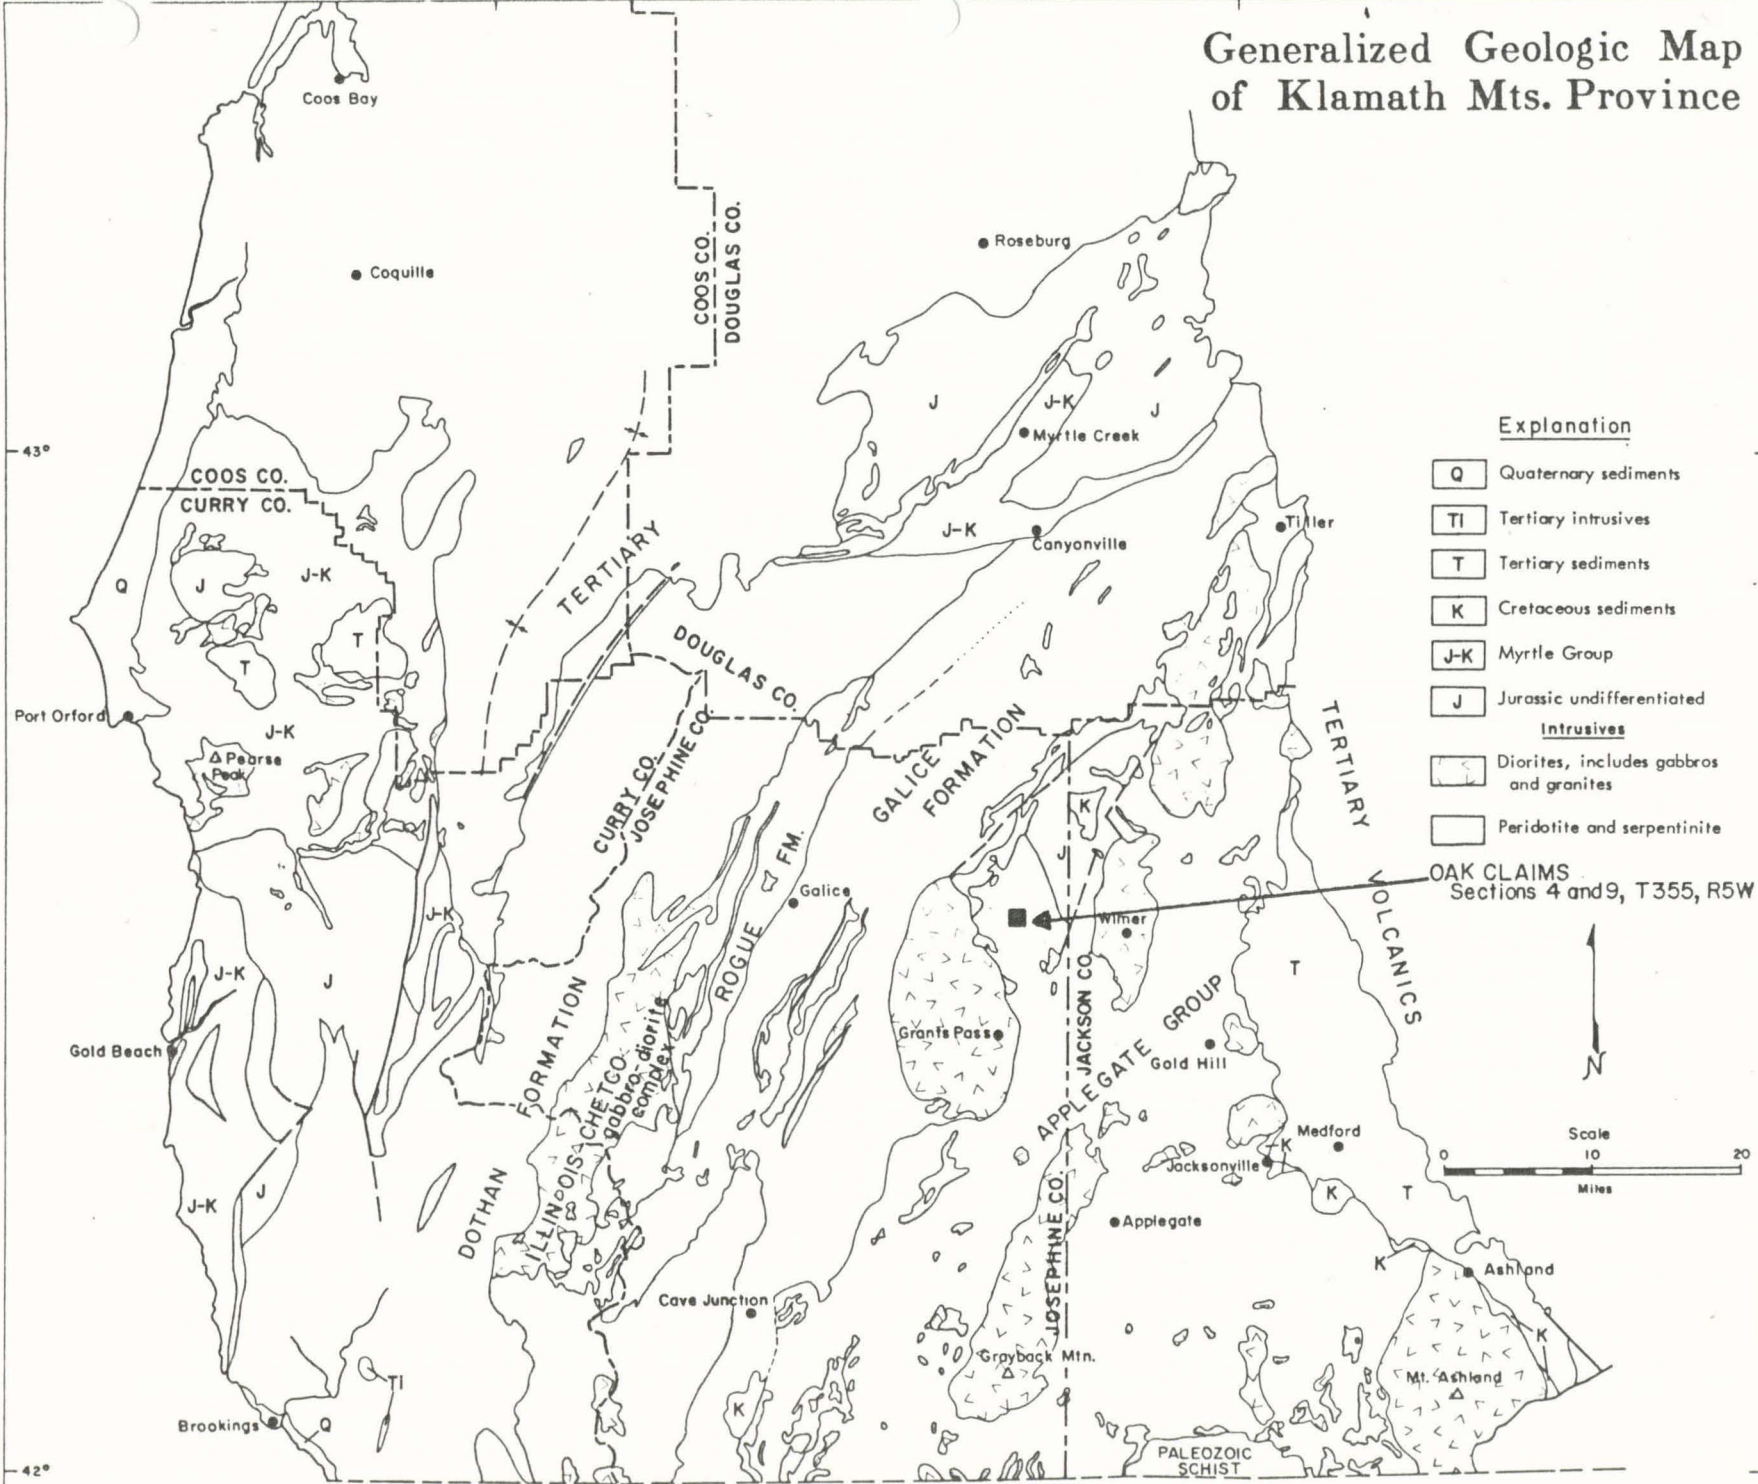 Generalized Geologic Map
of Klamath Mts. Province
Coos Bay
Roseburg
Coquille
COOS CO.
DOUGLAS CO.
J
J-K
J
Myrtle Creek
43°
COOS CO.
CURRY CO.
J-K
Canyonville
Tiller
Q
J
J-K
T
T
TERTIARY
DOUGLAS CO.
Port Orford
J-K
Pearse
Peak
CURRY CO.
JOSEPHINE CO.
GALICE
FORMATION
K
J
TERTIARY
VOLCANICS
Explanation
Q Quaternary sediments
TI Tertiary intrusives
T Tertiary sediments
K Cretaceous sediments
J-K Myrtle Group
J Jurassic undifferentiated
Intrusives
Diorites, includes gabbros
and granites
Peridotite and serpentinite
OAK CLAIMS
Sections 4 and 9, T355, R5W
Galice
ROGUE FM.
Wimer
J-K
J-K
J
T
Gold Beach
DOTHAN FORMATION
ILLINOIS-CHETCO
gabbro-diorite
complex
Grants Pass
JACKSON CO.
JOSEPHINE CO.
APPLEGATE GROUP
Gold Hill
N
Medford
K
Jacksonville
K
T
Scale
0 10 20
Miles
J-K
J
Applegate
K
Ashland
Cave Junction
K
Grayback Mtn.
Mt. Ashland
TI
Brookings
Q
K
PALEOZOIC
SCHIST
42°